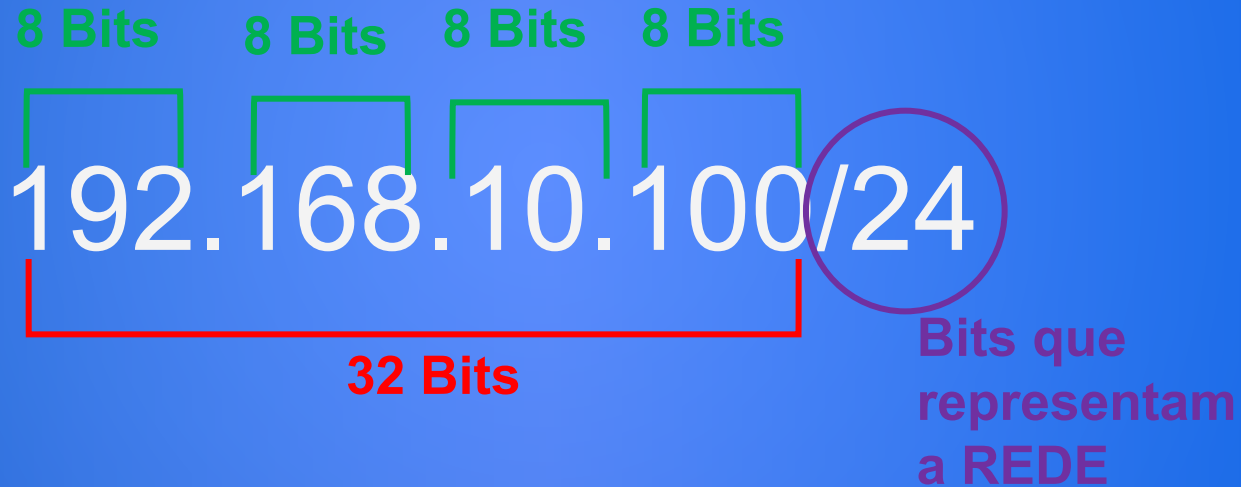 8 Bits 8 Bits 8 Bits 8 Bits
192.168.10.100/24
32 Bits
Bits que
representam
a REDE